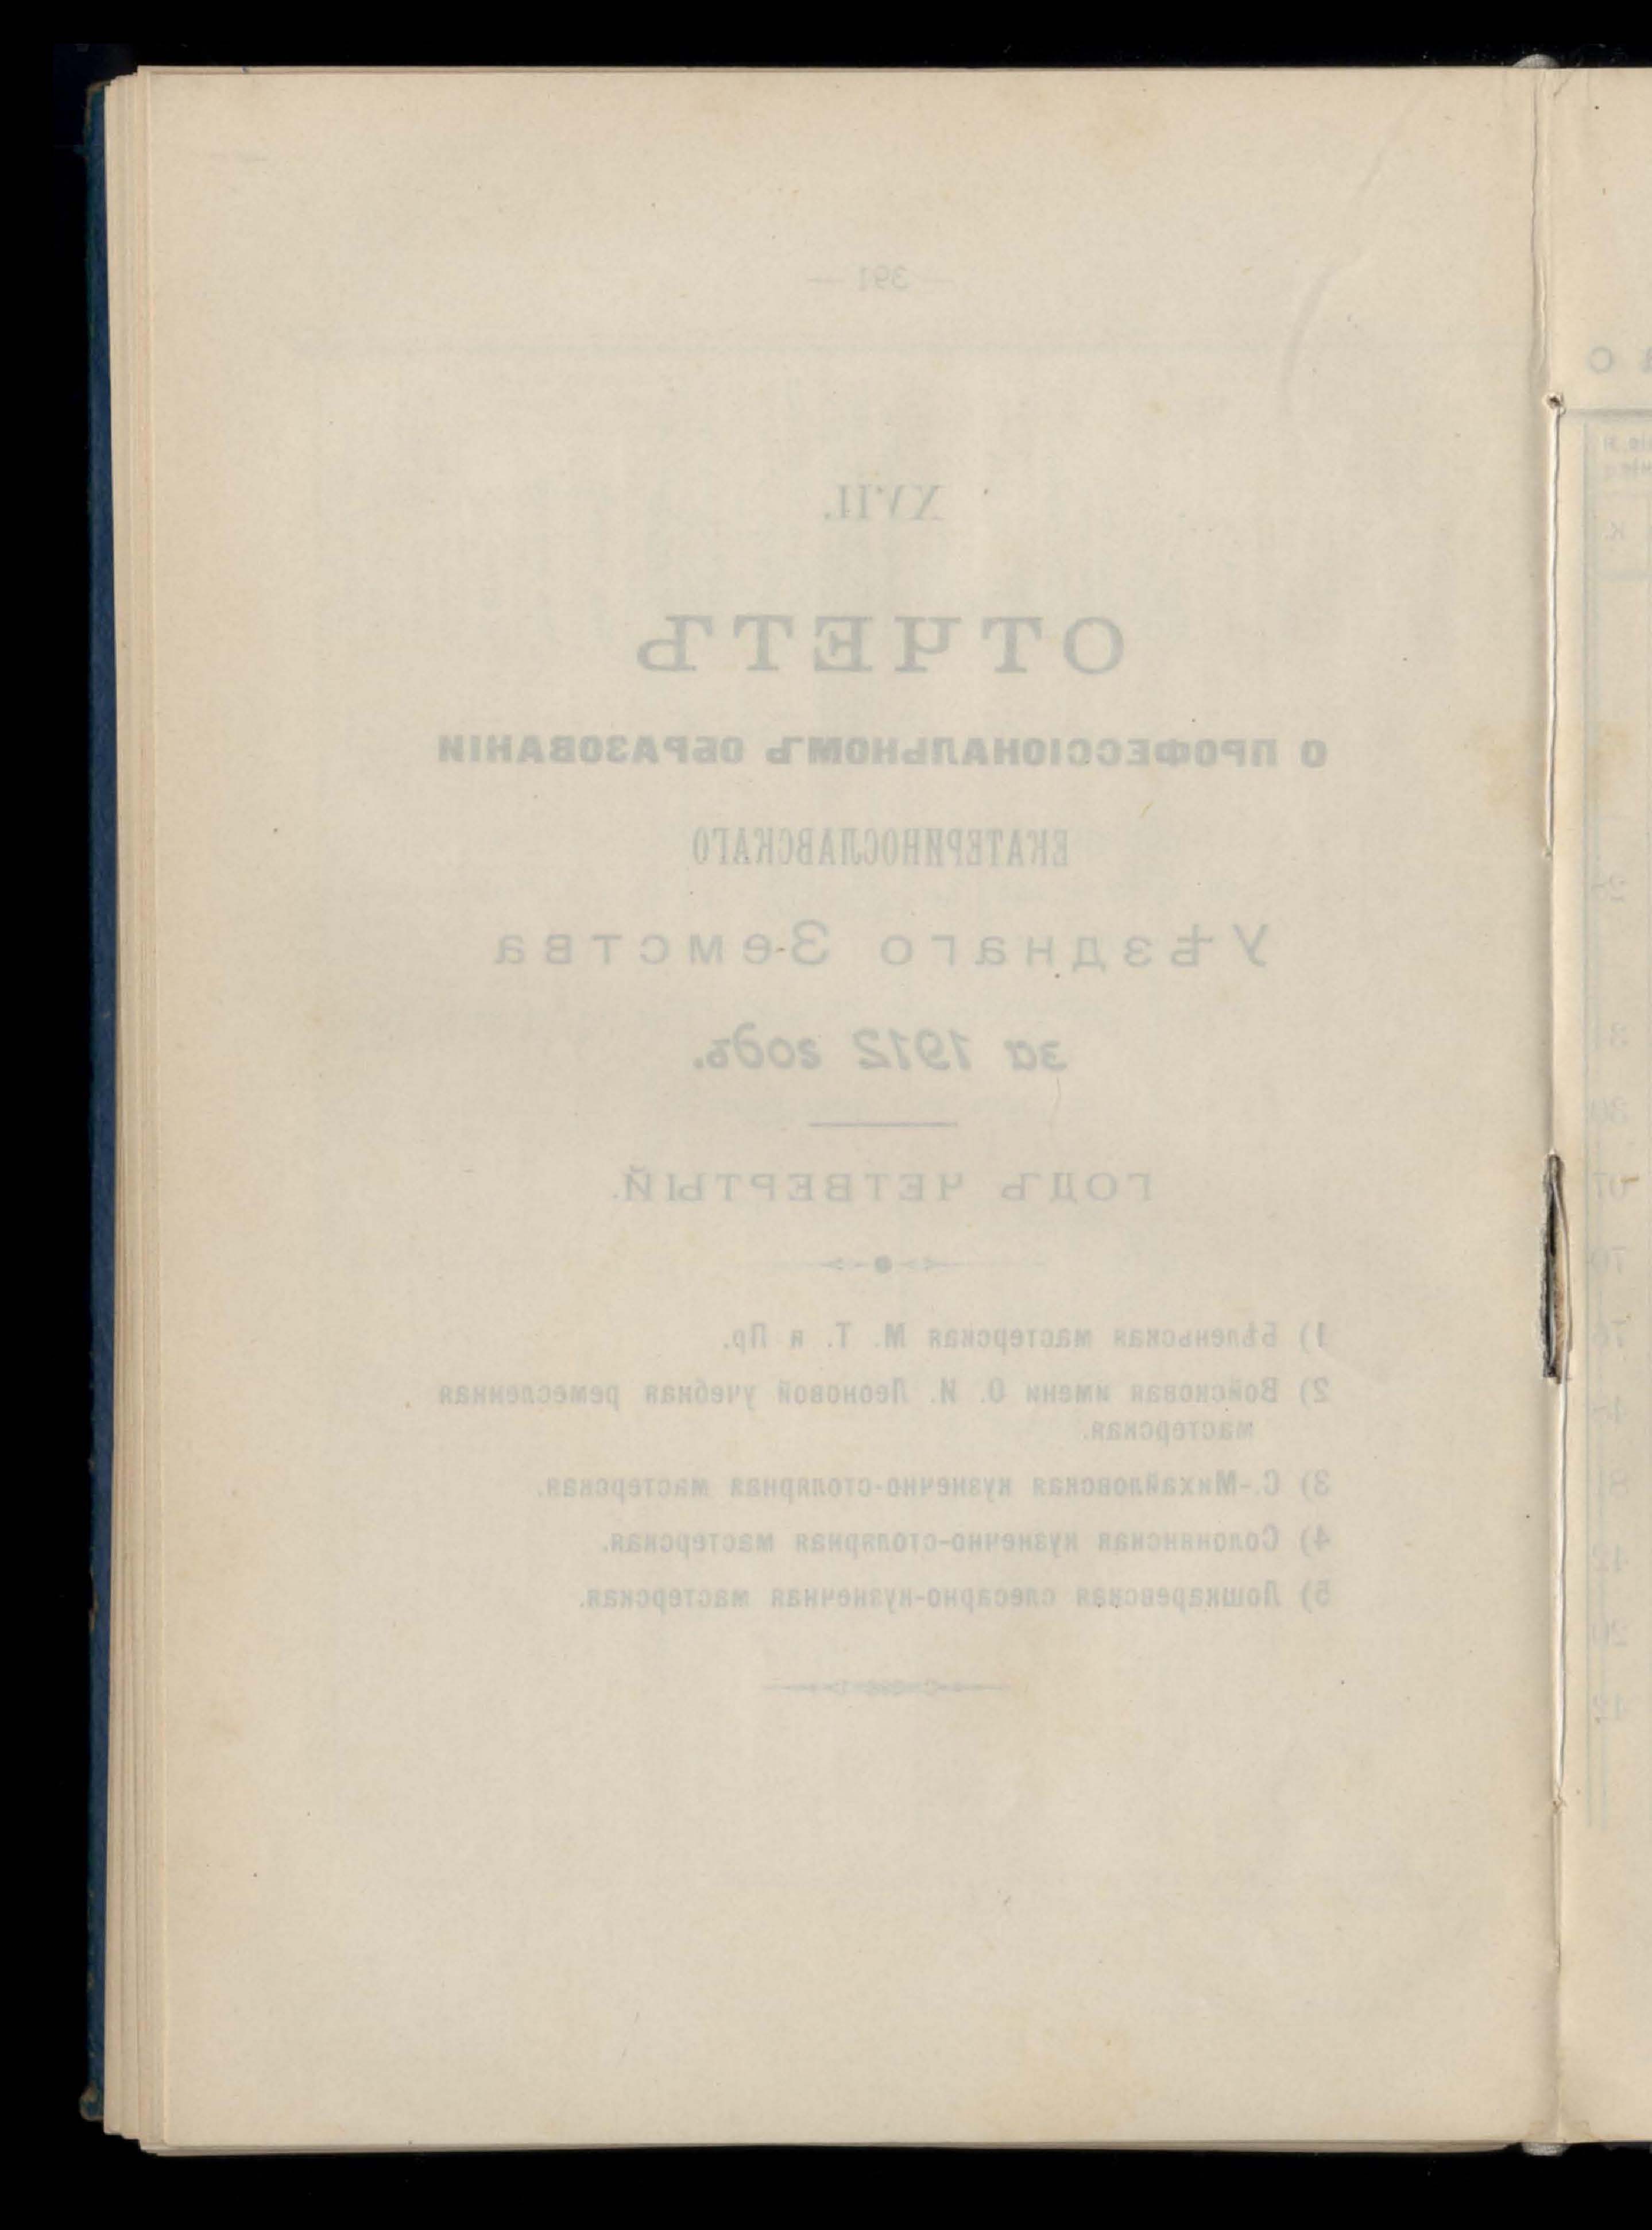 — 391 —
XVII.
ОТЧЕТЪ
О ПРОФЕССІОНАЛЬНОМЪ ОБРАЗОВАНІИ
ЕКАТЕРИНОСЛАВСКАГО
Уѣзднаго Земства
за 1912 годъ.
ГОДЪ ЧЕТВЕРТЫЙ.
1) Бѣленьская мастерская М. Т. и Пр.
2) Войсковая имени О. И. Леоновой учебная ремесленная
мастерская.
3) С.-Михайловская кузнечно-столярная мастерская.
4) Солонянская кузнечно-столярная мастерская.
5) Лошкаревская слесарно-кузнечная мастерская.